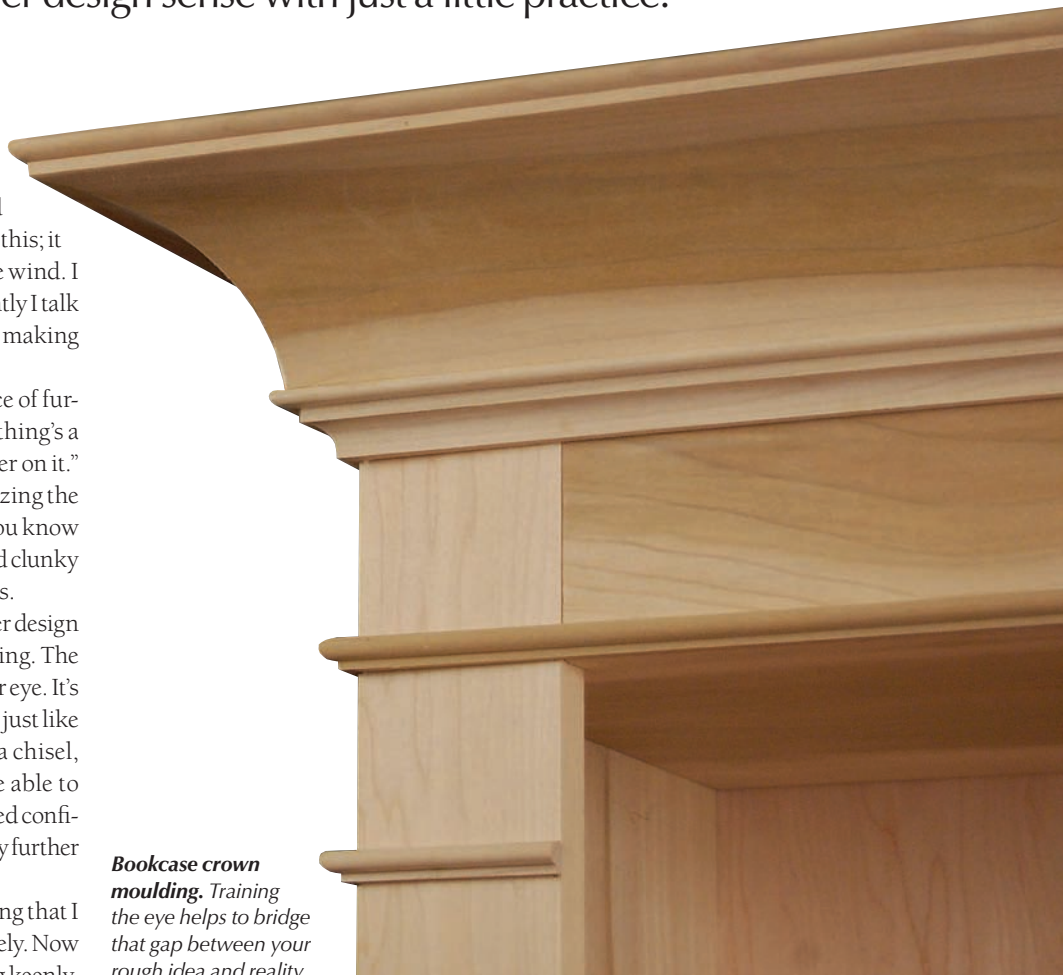 er design sense with just a little practice.
this; it
e wind. I
tly I talk
making
ce of fur-
thing's a
er on it.”
zing the
ou know
d clunky
s.
er design
ing. The
r eye. It's
just like
a chisel,
e able to
ed confi-
y further
ng that I
ely. Now
keenly
Bookcase crown
moulding. Training
the eye helps to bridge
that gap between your
rough idea and reality